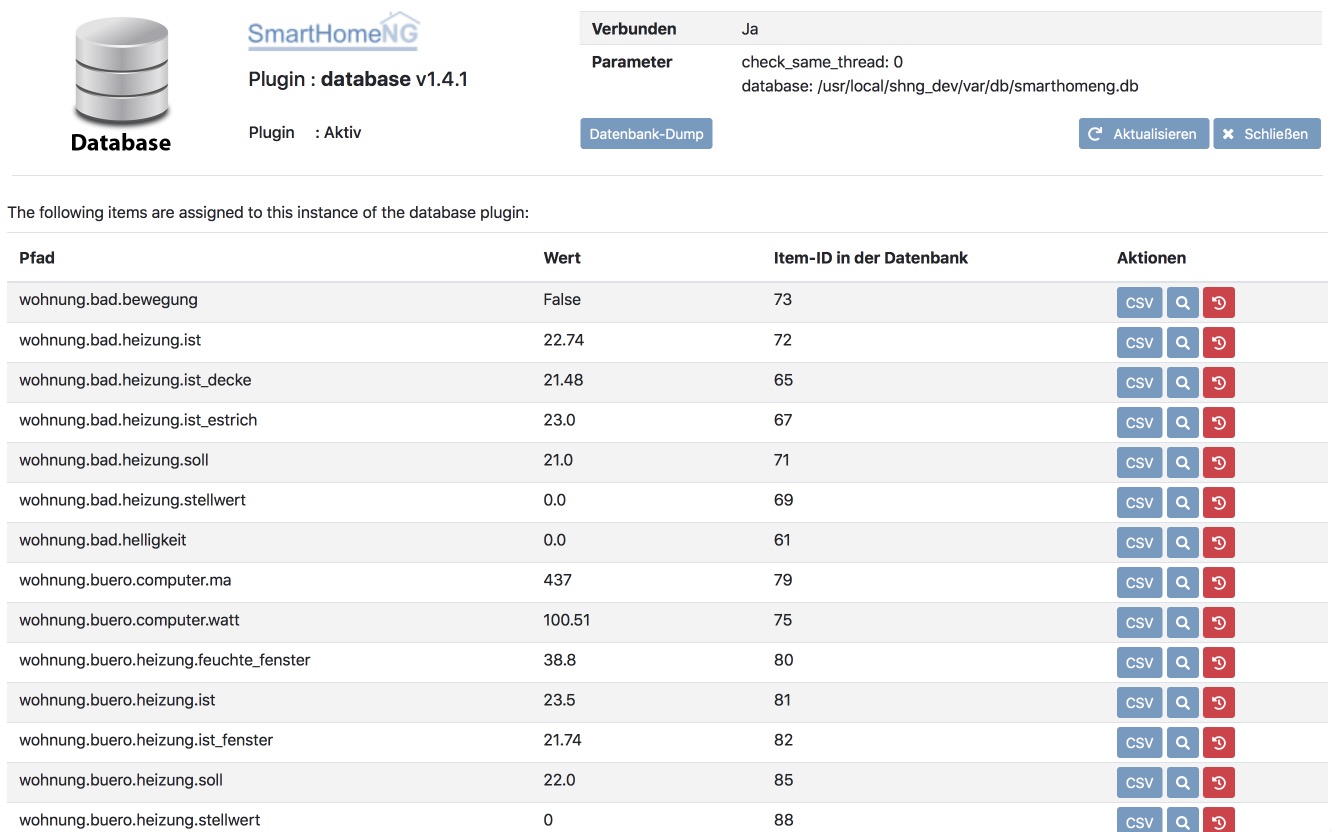 Database
SmartHomeNG
Plugin : database v1.4.1
Plugin : Aktiv
Verbunden Ja
Parameter check_same_thread: 0
database: /usr/local/shng_dev/var/db/smarthomeng.db
Datenbank-Dump Aktualisieren Schließen
The following items are assigned to this instance of the database plugin:
Pfad Wert Item-ID in der Datenbank Aktionen
wohnung.bad.bewegung False 73 CSV
wohnung.bad.heizung.ist 22.74 72 CSV
wohnung.bad.heizung.ist_decke 21.48 65 CSV
wohnung.bad.heizung.ist_estrich 23.0 67 CSV
wohnung.bad.heizung.soll 21.0 71 CSV
wohnung.bad.heizung.stellwert 0.0 69 CSV
wohnung.bad.helligkeit 0.0 61 CSV
wohnung.buero.computer.ma 437 79 CSV
wohnung.buero.computer.watt 100.51 75 CSV
wohnung.buero.heizung.feuchte_fenster 38.8 80 CSV
wohnung.buero.heizung.ist 23.5 81 CSV
wohnung.buero.heizung.ist_fenster 21.74 82 CSV
wohnung.buero.heizung.soll 22.0 85 CSV
wohnung.buero.heizung.stellwert 0 88 CSV